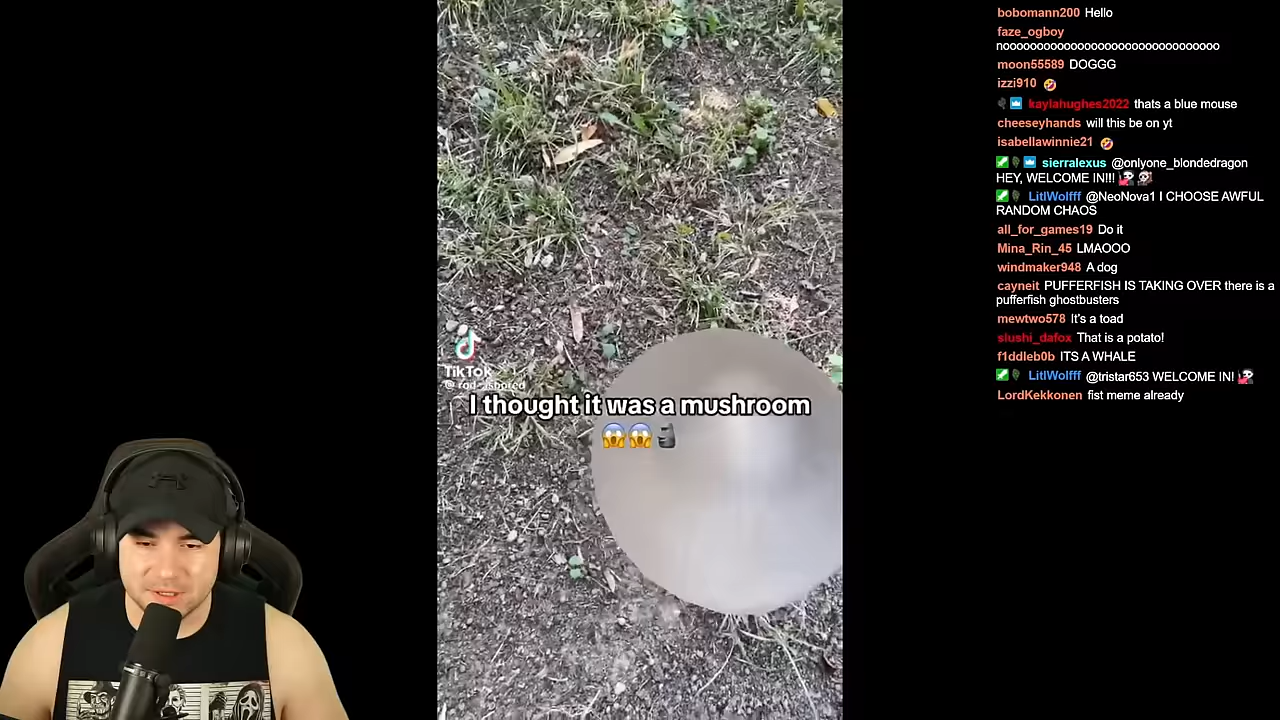 TikTok
I thought it was a mushroom
😱😱🗿
bobomann200 Hello
faze_ogboy
nooooooooooooooooooooooooooooooooo
moon55589 DOGGG
izzi910 🤣
kaylahughes2022 thats a blue mouse
cheeseyhands will this be on yt
isabellawinnie21 🤣
sierralexus @onlyone_blondedragon
HEY, WELCOME IN!!!
LitlWolfff @NeoNova1 I CHOOSE AWFUL
RANDOM CHAOS
all_for_games19 Do it
Mina_Rin_45 LMAOOO
windmaker948 A dog
cayneit PUFFERFISH IS TAKING OVER there is a
pufferfish ghostbusters
mewtwo578 It's a toad
slushi_dafox That is a potato!
f1ddleb0b ITS A WHALE
LitlWolfff @tristar653 WELCOME IN!
LordKekkonen fist meme already